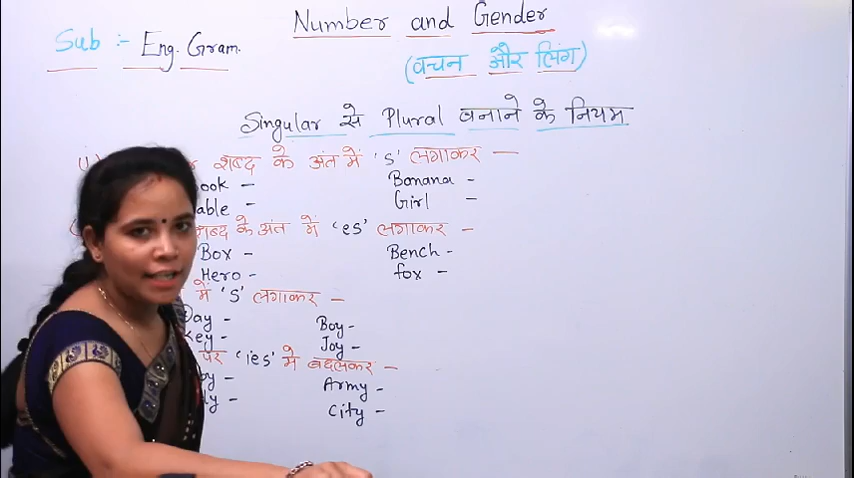 Number and Gender
Sub :- Eng. Gram.
(वचन और लिंग)
Singular से Plural बनाने के नियम
शब्द के अंत में 's' लगाकर —
ook - Banana -
able - Girl -
शब्द के अंत में 'es' लगाकर -
Box - Bench -
Hero - fox -
में 's' लगाकर -
Day - Boy -
Key - Joy -
पर 'ies' में बदलकर -
by - Army -
ly - City -